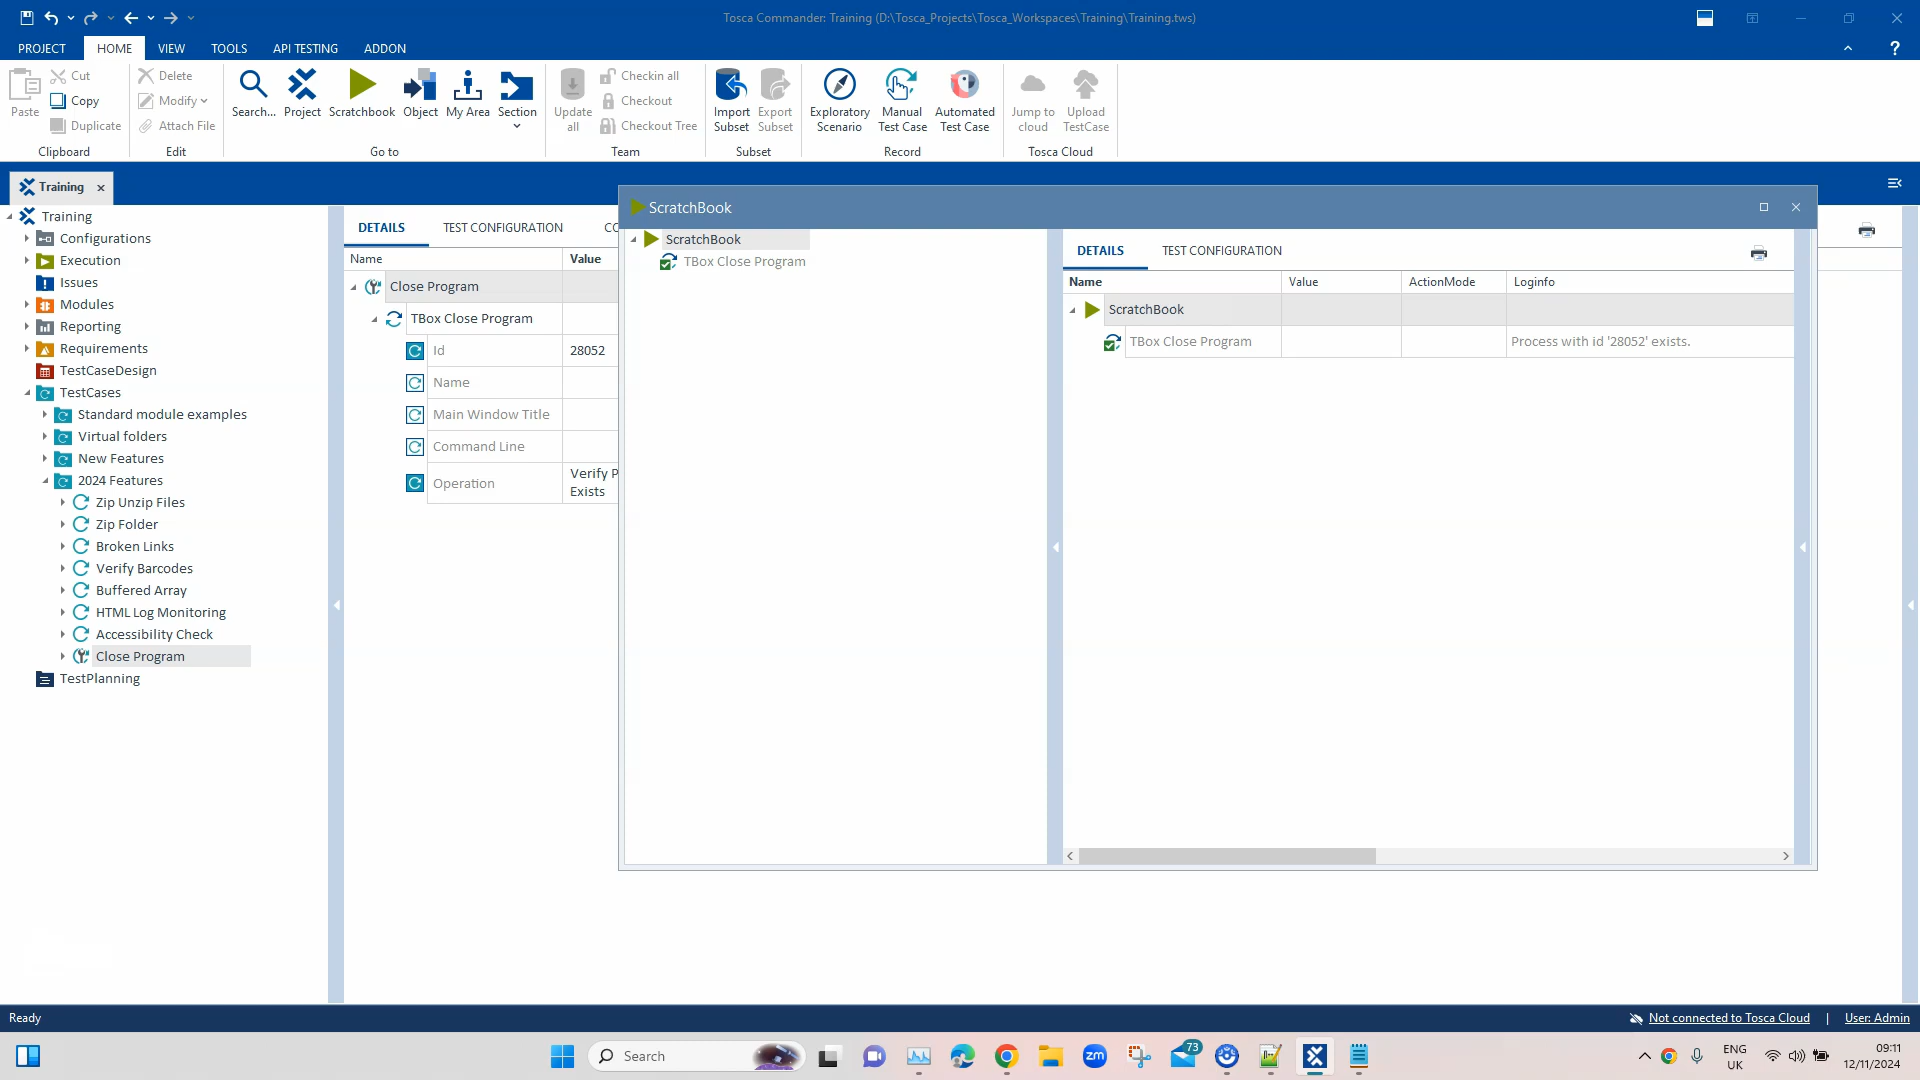 Tosca Commander: Training (D:\Tosca_Projects\Tosca_Workspaces\Training\Training.tws)
PROJECT HOME VIEW TOOLS API TESTING ADDON
?
Paste
Cut
Copy
Duplicate
Clipboard
Delete
Modify
Attach File
Edit
Search... Project Scratchbook Object My Area Section
Go to
Update all
Checkin all
Checkout
Checkout Tree
Team
Import Subset
Export Subset
Subset
Exploratory Scenario
Manual Test Case
Automated Test Case
Record
Jump to cloud
Upload TestCase
Tosca Cloud
Training
Training
Configurations
Execution
Issues
Modules
Reporting
Requirements
TestCaseDesign
TestCases
Standard module examples
Virtual folders
New Features
2024 Features
Zip Unzip Files
Zip Folder
Broken Links
Verify Barcodes
Buffered Array
HTML Log Monitoring
Accessibility Check
Close Program
TestPlanning
DETAILS TEST CONFIGURATION CO
Name Value
Close Program
TBox Close Program
Id 28052
Name
Main Window Title
Command Line
Operation Verify P
Exists
ScratchBook
ScratchBook
TBox Close Program
DETAILS TEST CONFIGURATION
Name Value ActionMode Loginfo
ScratchBook
TBox Close Program Process with id '28052' exists.
Ready
Not connected to Tosca Cloud | User: Admin
Search
zm
73
ENG
UK
09:11
12/11/2024